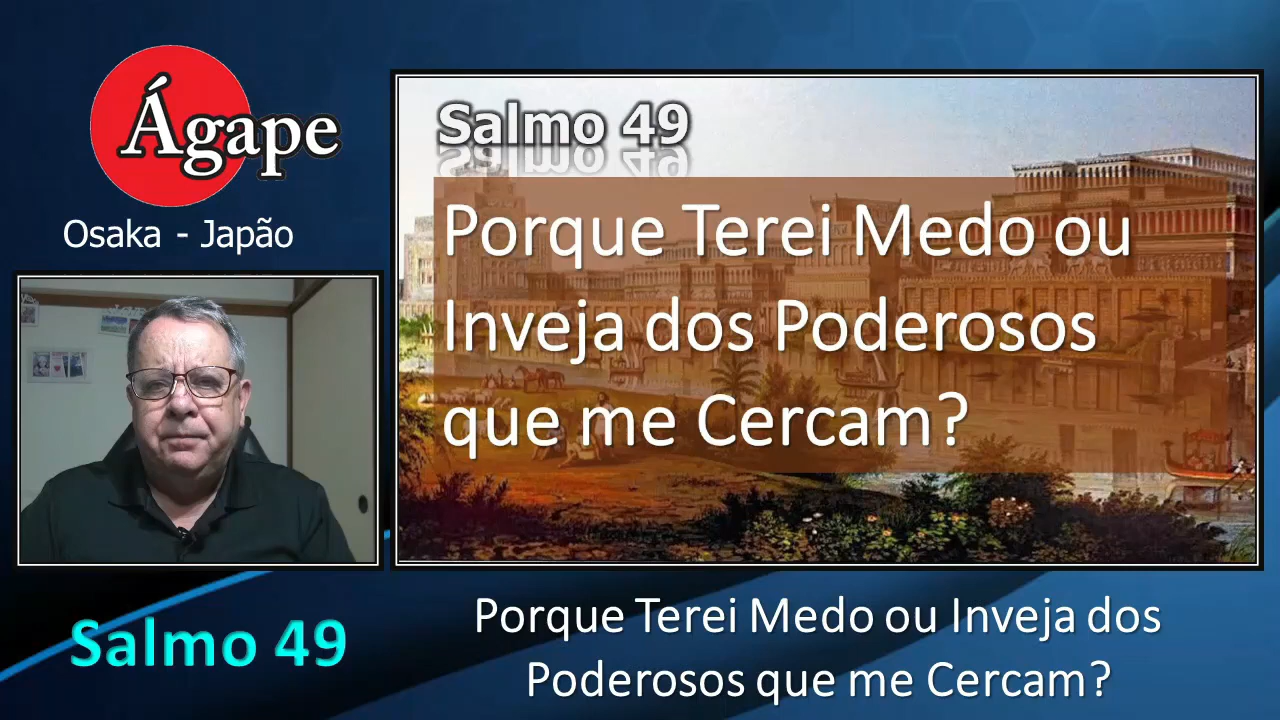 Ágape
Osaka - Japão
Salmo 49
Porque Terei Medo ou
Inveja dos Poderosos
que me Cercam?
Salmo 49
Porque Terei Medo ou Inveja dos
Poderosos que me Cercam?